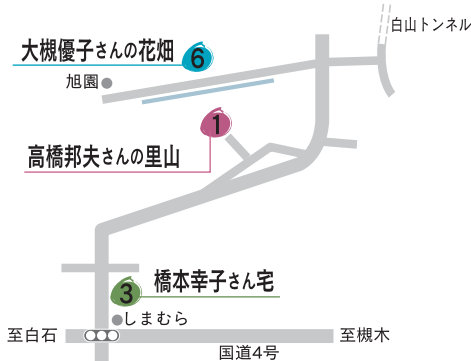 白山トンネル
大槻優子さんの花畑
6
旭園
1
高橋邦夫さんの里山
橋本幸子さん宅
3
しまむら
至白石
至槻木
国道4号